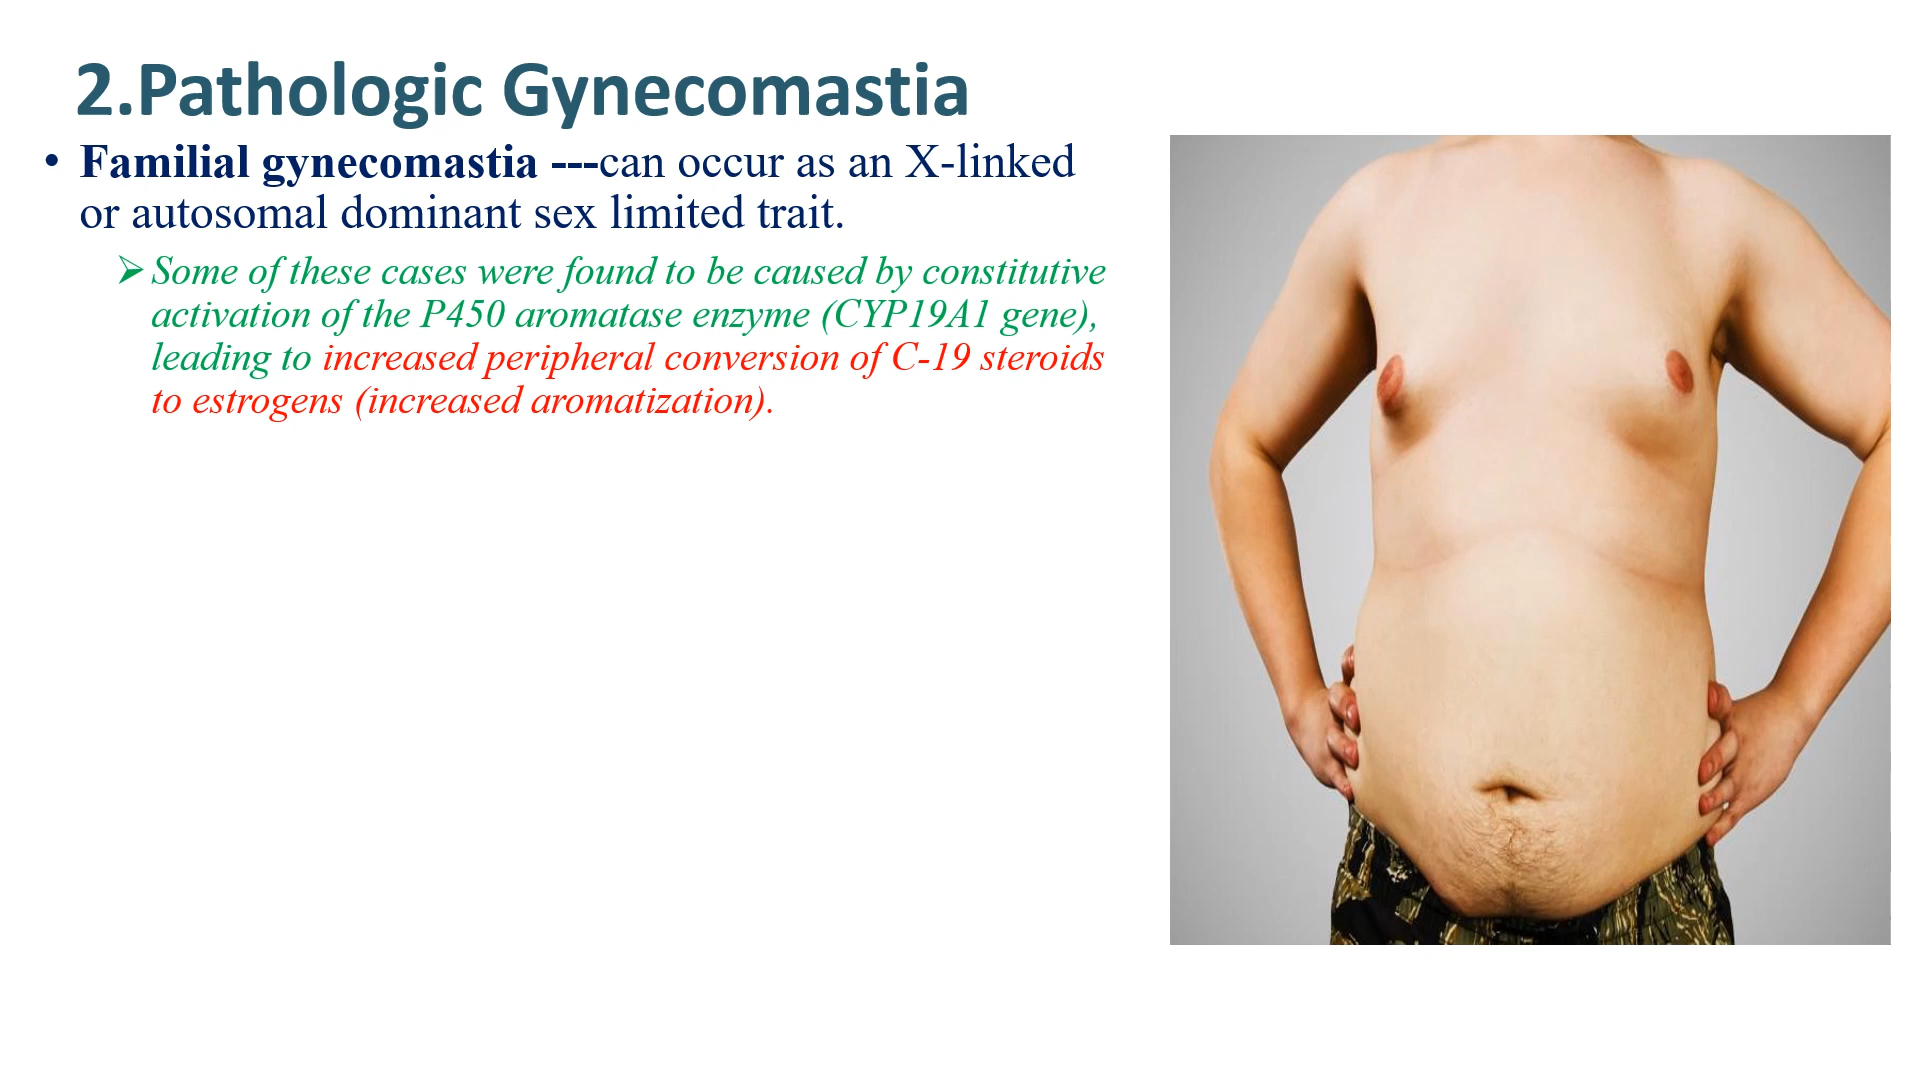 2.Pathologic Gynecomastia
• Familial gynecomastia ---can occur as an X-linked
or autosomal dominant sex limited trait.
➢ Some of these cases were found to be caused by constitutive
activation of the P450 aromatase enzyme (CYP19A1 gene),
leading to increased peripheral conversion of C-19 steroids
to estrogens (increased aromatization).